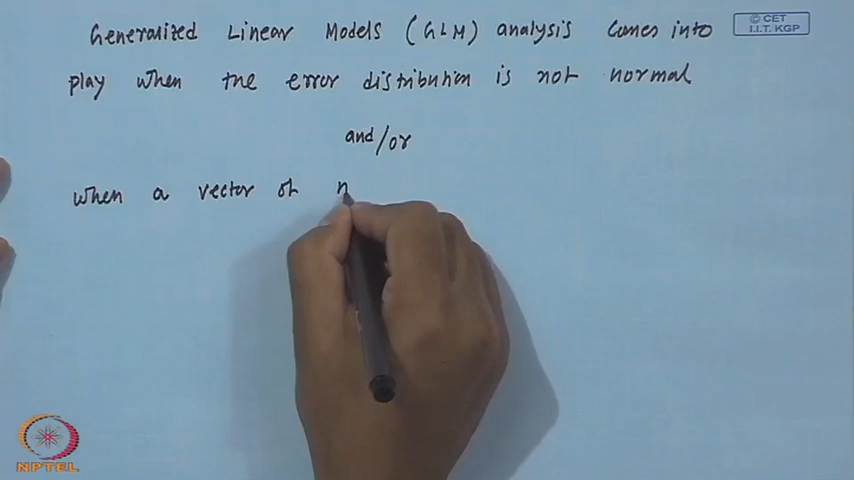 © CET
I.I.T. KGP
Generalized Linear Models (GLM) analysis Comes into
play when the error distribution is not normal
and/or
when a vector of n
NPTEL